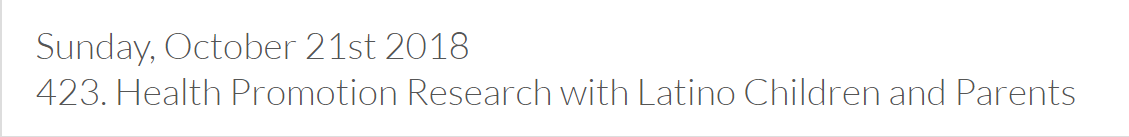 Sunday, October 21st 2018
423. Health Promotion Research with Latino Children and Parents